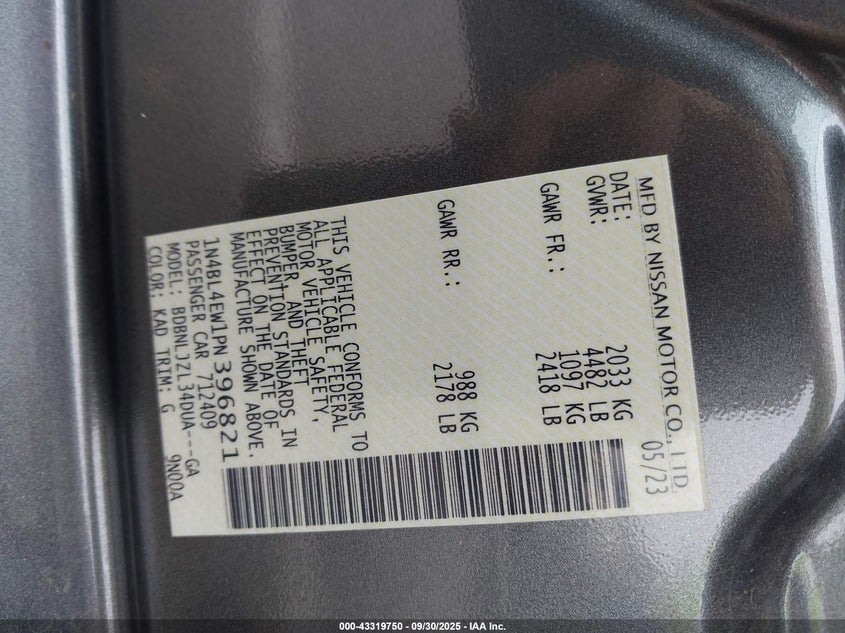 MFD BY NISSAN MOTOR CO., LTD.
DATE: 05/23
GVWR: 2033 KG
4482 LB
GAWR FR.: 1097 KG
2418 LB
GAWR RR.: 988 KG
2178 LB
THIS VEHICLE CONFORMS TO
ALL APPLICABLE FEDERAL
MOTOR VEHICLE SAFETY,
BUMPER, AND THEFT
PREVENTION STANDARDS IN
EFFECT ON THE DATE OF
MANUFACTURE SHOWN ABOVE.
1N4BL4EW1PN396821
PASSENGER CAR 712409
MODEL: BDBNLJZL34DUA---GA
COLOR: KAD TRIM: G 9N00A
000-43319750 - 09/30/2025 - IAA Inc.